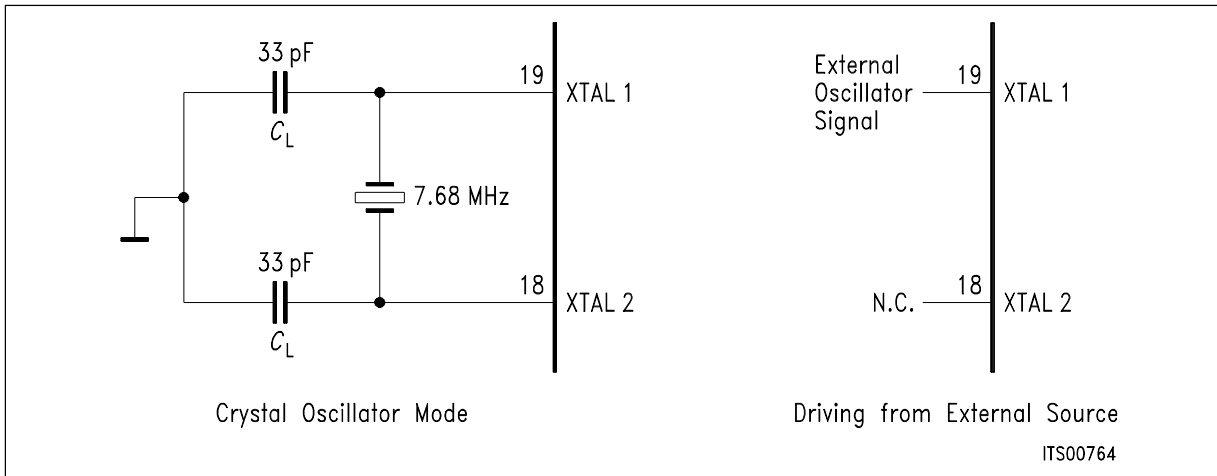 33 pF
C_L
19
XTAL 1
7.68 MHz
33 pF
C_L
18
XTAL 2
Crystal Oscillator Mode
External
Oscillator
Signal
19
XTAL 1
N.C.
18
XTAL 2
Driving from External Source
ITS00764